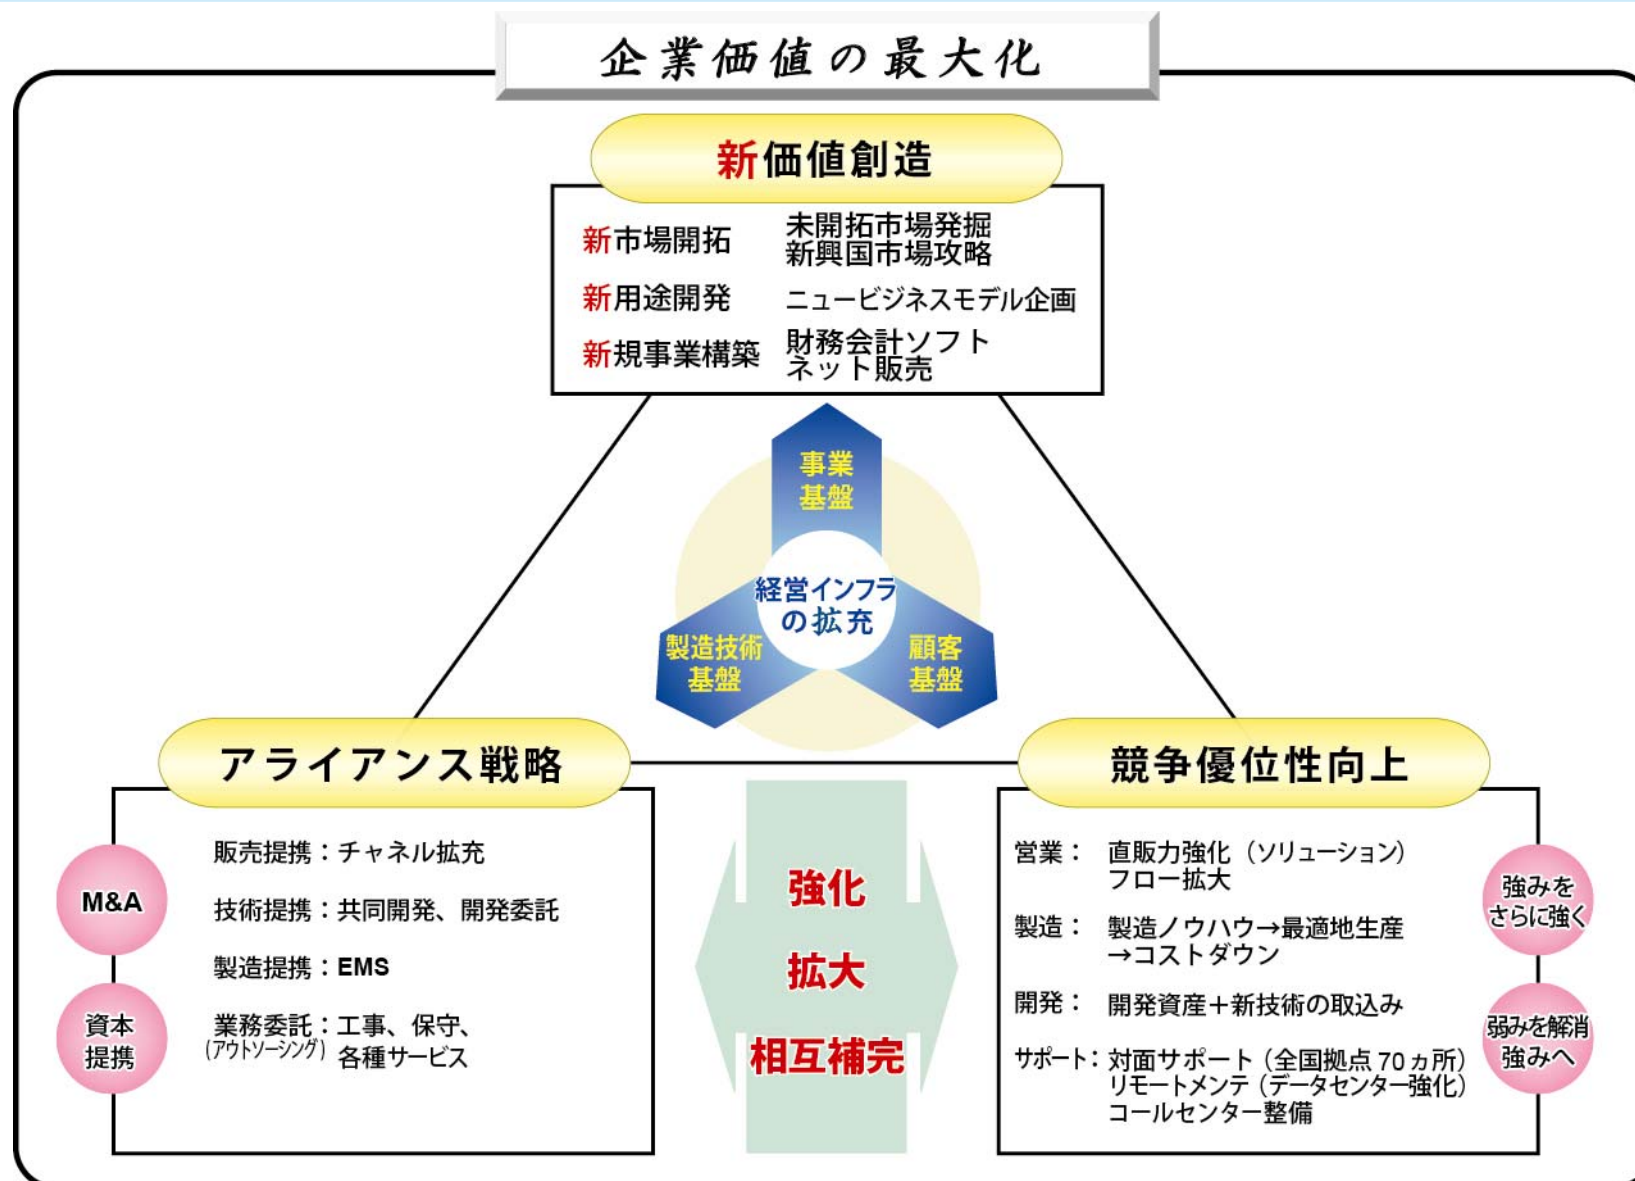 企業価値の最大化
新価値創造
新市場開拓
未開拓市場発掘
新興国市場攻略
新用途開発
ニュービジネスモデル企画
新規事業構築
財務会計ソフト
ネット販売
事業
基盤
経営インフラ
の拡充
製造技術
基盤
顧客
基盤
アライアンス戦略
M&A
資本
提携
販売提携：チャネル拡充
技術提携：共同開発、開発委託
製造提携：EMS
業務委託：工事、保守、
(アウトソーシング) 各種サービス
強化
拡大
相互補完
競争優位性向上
営業： 直販力強化（ソリューション）
フロー拡大
製造： 製造ノウハウ→最適地生産
→コストダウン
開発： 開発資産＋新技術の取込み
サポート： 対面サポート（全国拠点70ヵ所）
リモートメンテ（データセンター強化）
コールセンター整備
強みを
さらに強く
弱みを解消
強みへ